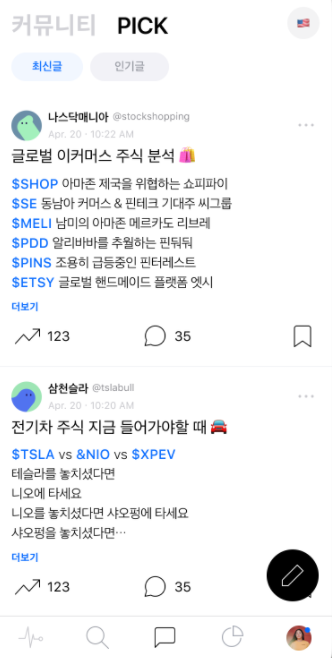 커뮤니티 PICK
최신글 인기글
나스닥매니아 @stockshopping
Apr. 20 · 10:22 AM
글로벌 이커머스 주식 분석 🛍️
$SHOP 아마존 제국을 위협하는 쇼피파이
$SE 동남아 커머스 & 핀테크 기대주 씨그룹
$MELI 남미의 아마존 메르카도 리브레
$PDD 알리바바를 추월하는 핀둬둬
$PINS 조용히 급등중인 핀터레스트
$ETSY 글로벌 핸드메이드 플랫폼 엣시
더보기
123 35
삼천슬라 @tslabull
Apr. 20 · 10:20 AM
전기차 주식 지금 들어가야할 때 🚘
$TSLA vs &NIO vs $XPEV
테슬라를 놓치셨다면
니오에 타세요
니오를 놓치셨다면 샤오펑에 타세요
샤오펑을 놓치셨다면…
더보기
123 35